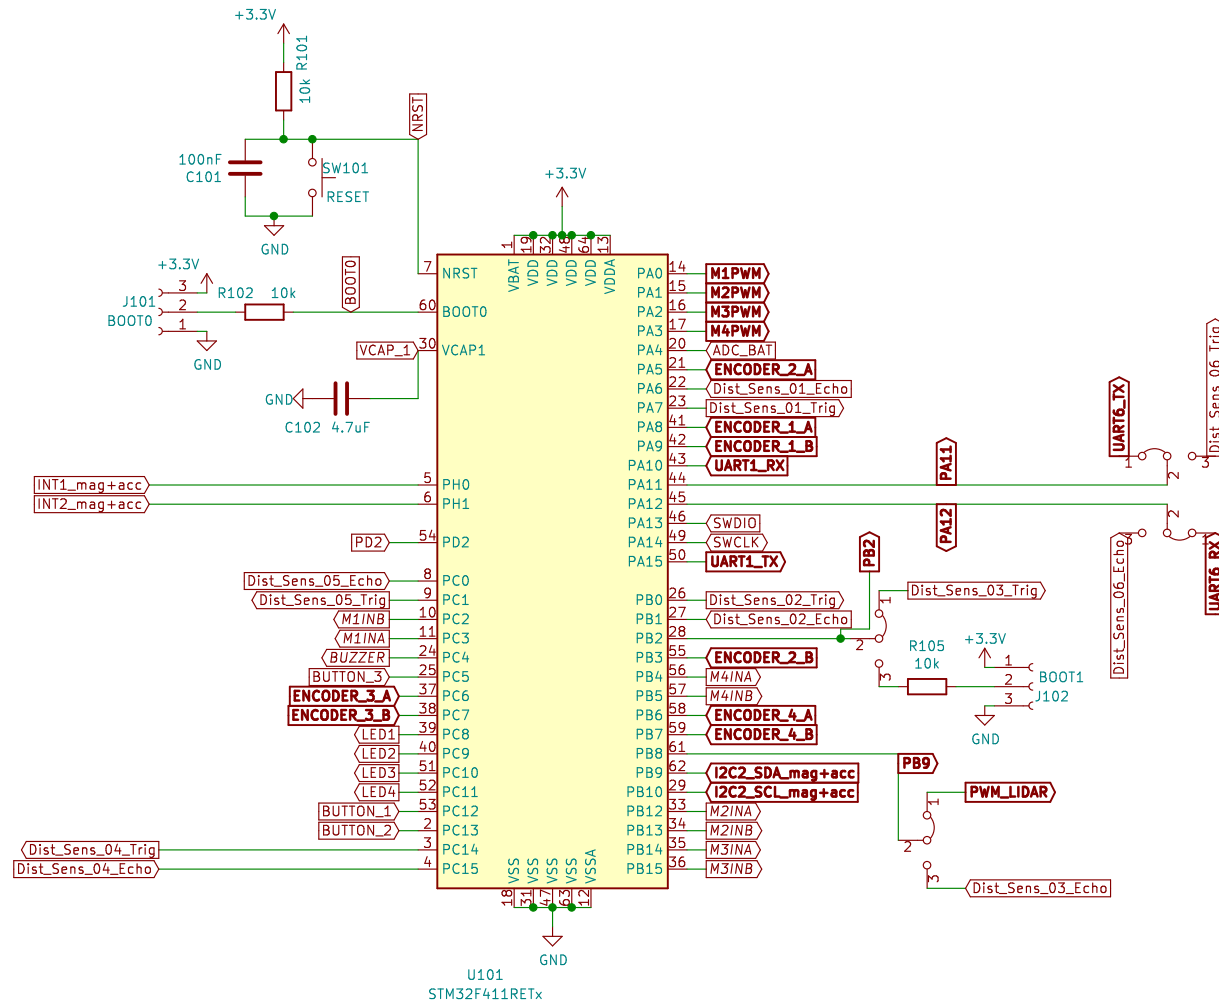 +3.3V
R101
10k
NRST
100nF
C101
SW101
RESET
GND
+3.3V
+3.3V
3
2
1
J101
BOOT0
R102
10k
BOOT0
GND
VCAP_1
GND
C102 4.7uF
1
19
32
48
64
13
VBAT
VDD
VDD
VDD
VDD
VDDA
7 NRST
60 BOOT0
30 VCAP1
INT1_mag+acc 5 PH0
INT2_mag+acc 6 PH1
PD2 54 PD2
Dist_Sens_05_Echo 8 PC0
Dist_Sens_05_Trig 9 PC1
M1INB 10 PC2
M1INA 11 PC3
BUZZER 24 PC4
BUTTON_3 25 PC5
ENCODER_3_A 37 PC6
ENCODER_3_B 38 PC7
LED1 39 PC8
LED2 40 PC9
LED3 51 PC10
LED4 52 PC11
BUTTON_1 53 PC12
BUTTON_2 2 PC13
Dist_Sens_04_Trig 3 PC14
Dist_Sens_04_Echo 4 PC15
PA0 14 M1PWM
PA1 15 M2PWM
PA2 16 M3PWM
PA3 17 M4PWM
PA4 20 ADC_BAT
PA5 21 ENCODER_2_A
PA6 22 Dist_Sens_01_Echo
PA7 23 Dist_Sens_01_Trig
PA8 41 ENCODER_1_A
PA9 42 ENCODER_1_B
PA10 43 UART1_RX
PA11 44
PA12 45
PA13 46 SWDIO
PA14 49 SWCLK
PA15 50 UART1_TX
PB0 26 Dist_Sens_02_Trig
PB1 27 Dist_Sens_02_Echo
PB2 28
PB3 55 ENCODER_2_B
PB4 56 M4INA
PB5 57 M4INB
PB6 58 ENCODER_4_A
PB7 59 ENCODER_4_B
PB8 61
PB9 62 I2C2_SDA_mag+acc
PB10 29 I2C2_SCL_mag+acc
PB12 33 M2INA
PB13 34 M2INB
PB14 35 M3INA
PB15 36 M3INB
VSS
VSS
VSS
VSS
VSSA
18
31
47
63
12
GND
U101
STM32F411RETx
PA11
PA12
UART6_TX
1
2
3
Dist_Sens_06_Trig
2
3
1
Dist_Sens_06_Echo
UART6_RX
PB2
1
2
3
Dist_Sens_03_Trig
R105
10k
+3.3V
1
2
3
BOOT1
J102
GND
PB9
1
2
3
PWM_LIDAR
Dist_Sens_03_Echo